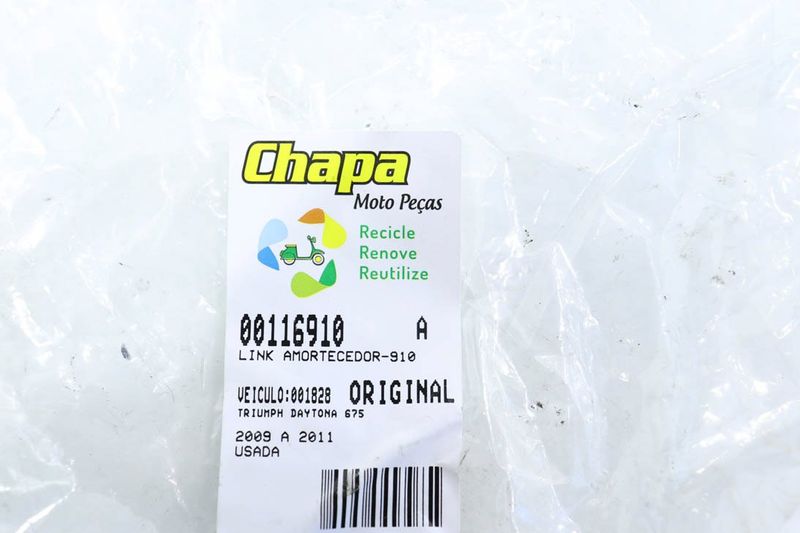 Chapa
Moto Peças
Recicle
Renove
Reutilize
00116910 A
LINK AMORTECEDOR-910
VEICULO:001828 ORIGINAL
TRIUMPH DAYTONA 675
2009 A 2011
USADA